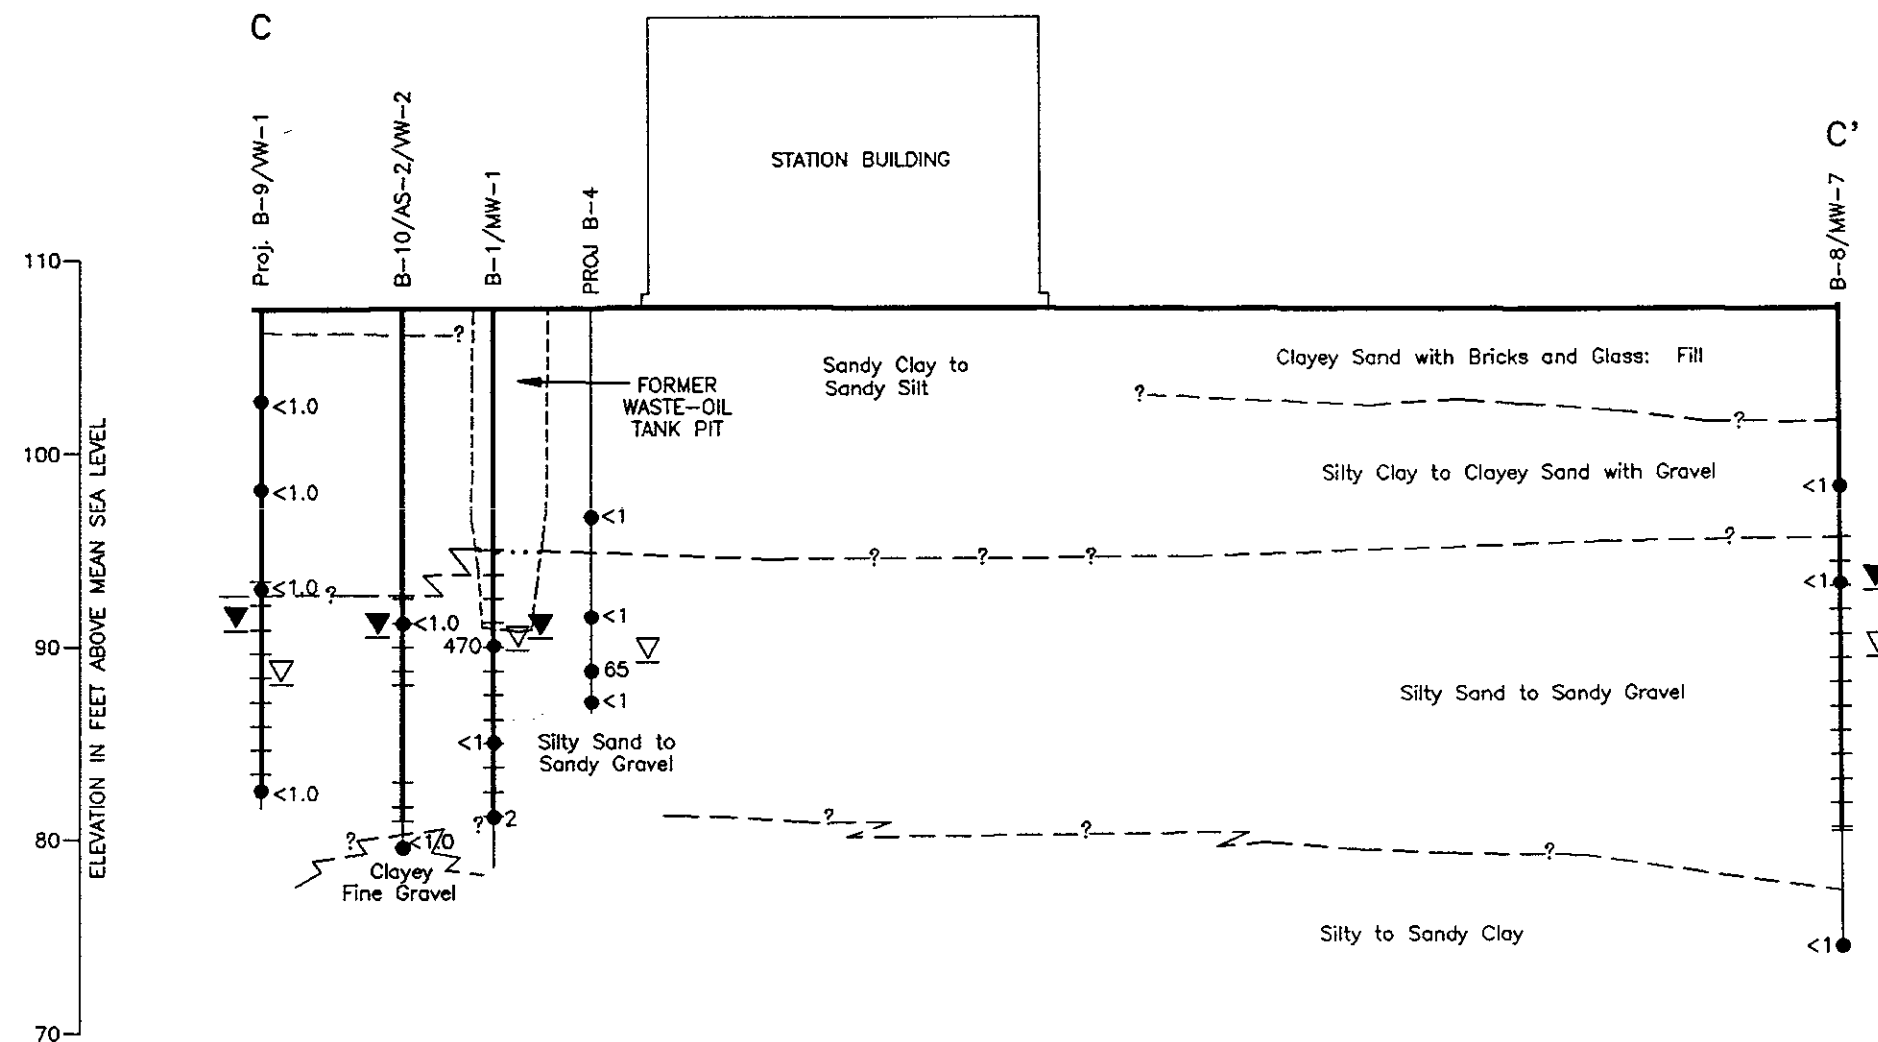 C
C'
Proj. B-9/VW-1
B-10/AS-2/VW-2
B-1/MW-1
PROJ B-4
B-8/MW-7
STATION BUILDING
ELEVATION IN FEET ABOVE MEAN SEA LEVEL
110
100
90
80
70
?
FORMER
WASTE-OIL
TANK PIT
Sandy Clay to
Sandy Silt
Clayey Sand with Bricks and Glass: Fill
?
?
Silty Clay to Clayey Sand with Gravel
<1.0
<1.0
<1.0
?
<1.0
<1.0
<1.0
470
<1
?
2
<1
<1
65
<1
<1
<1
<1
?
?
?
?
Silty Sand to
Sandy Gravel
Silty Sand to Sandy Gravel
?
?
?
?
Clayey
Fine Gravel
Silty to Sandy Clay